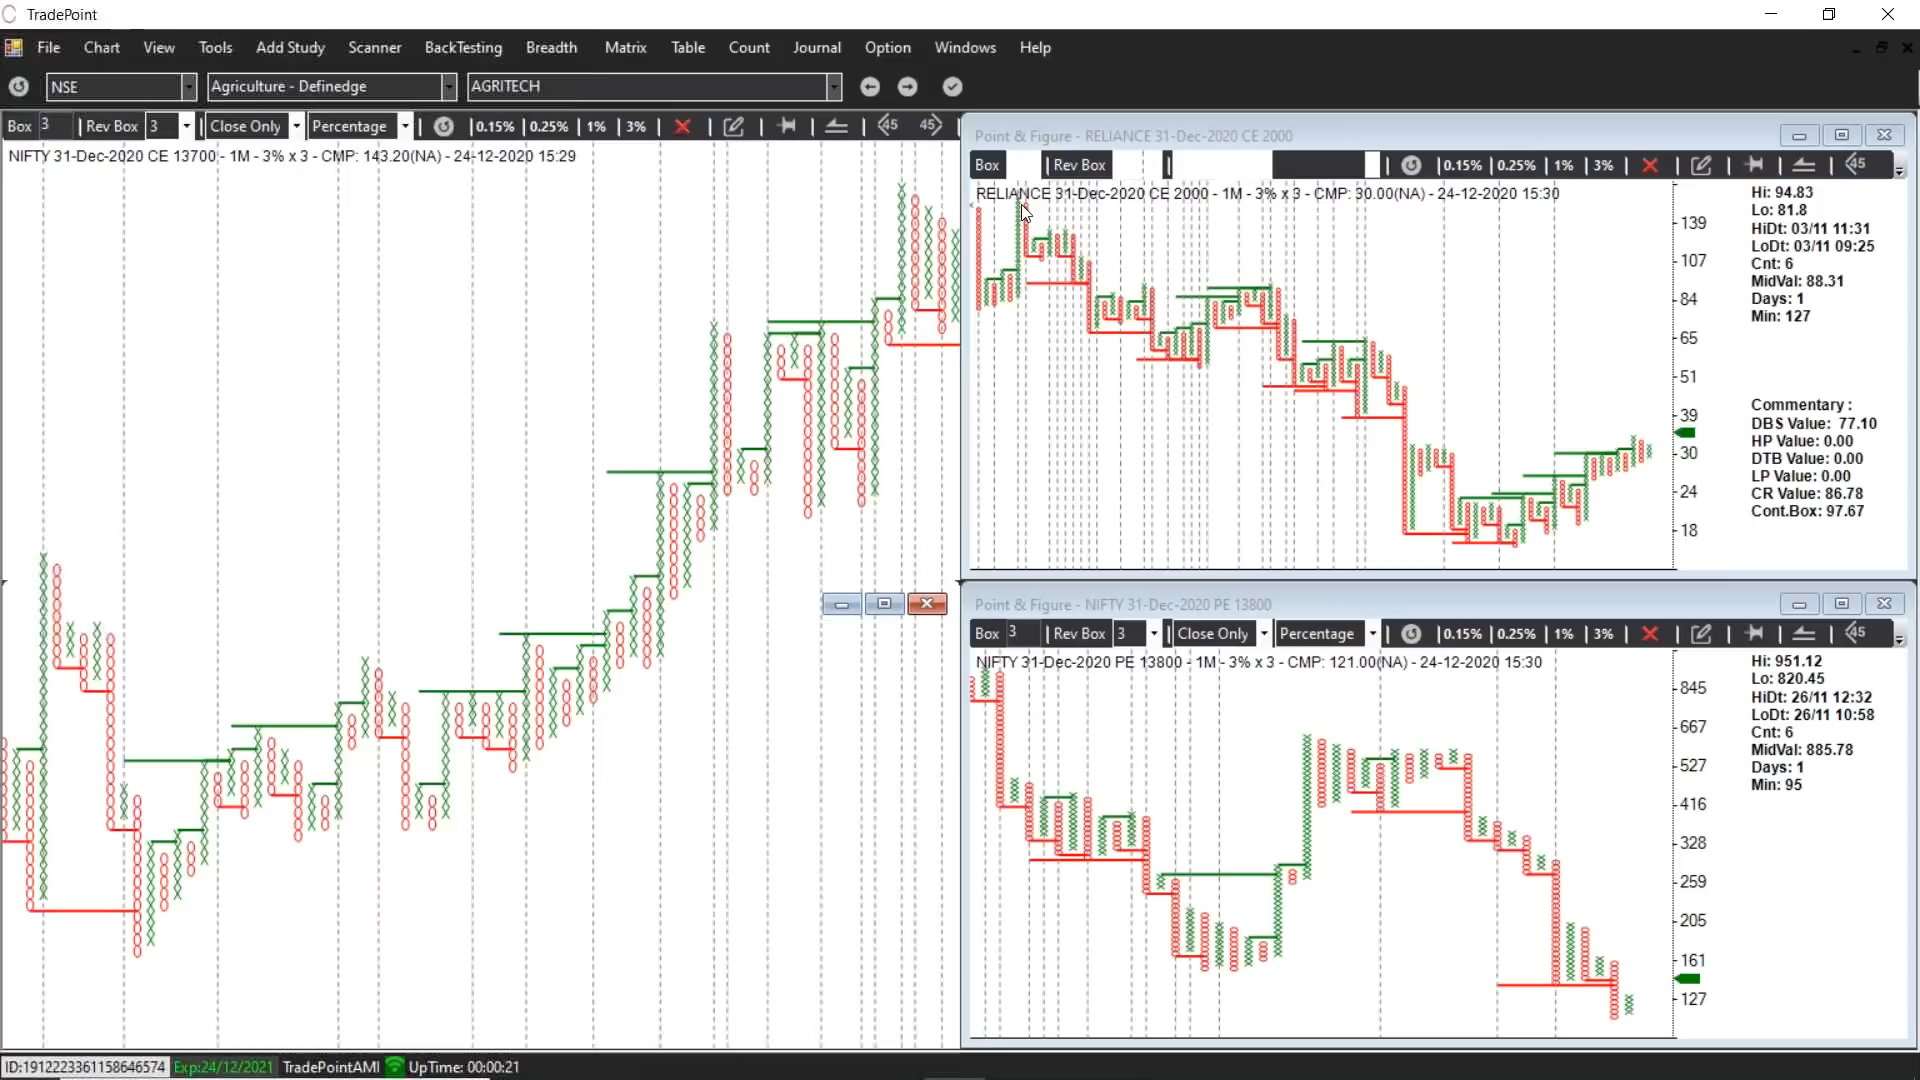 TradePoint
File Chart View Tools Add Study Scanner BackTesting Breadth Matrix Table Count Journal Option Windows Help
NSE Agriculture - Definedge AGRITECH
Box 3 Rev Box 3 Close Only Percentage 0.15% 0.25% 1% 3% 45 45
NIFTY 31-Dec-2020 CE 13700 - 1M - 3% x 3 - CMP: 143.20(NA) - 24-12-2020 15:29
Point & Figure - RELIANCE 31-Dec-2020 CE 2000
Box Rev Box 0.15% 0.25% 1% 3% 45
RELIANCE 31-Dec-2020 CE 2000 - 1M - 3% x 3 - CMP: 30.00(NA) - 24-12-2020 15:30
139
107
84
65
51
39
30
24
18
Hi: 94.83
Lo: 81.8
HiDt: 03/11 11:31
LoDt: 03/11 09:25
Cnt: 6
MidVal: 88.31
Days: 1
Min: 127
Commentary :
DBS Value: 77.10
HP Value: 0.00
DTB Value: 0.00
LP Value: 0.00
CR Value: 86.78
Cont.Box: 97.67
Point & Figure - NIFTY 31-Dec-2020 PE 13800
Box 3 Rev Box 3 Close Only Percentage 0.15% 0.25% 1% 3% 45
NIFTY 31-Dec-2020 PE 13800 - 1M - 3% x 3 - CMP: 121.00(NA) - 24-12-2020 15:30
845
667
527
416
328
259
205
161
127
Hi: 951.12
Lo: 820.45
HiDt: 26/11 12:32
LoDt: 26/11 10:58
Cnt: 6
MidVal: 885.78
Days: 1
Min: 95
ID:1912223361158646574 Exp:24/12/2021 TradePointAMI UpTime: 00:00:21